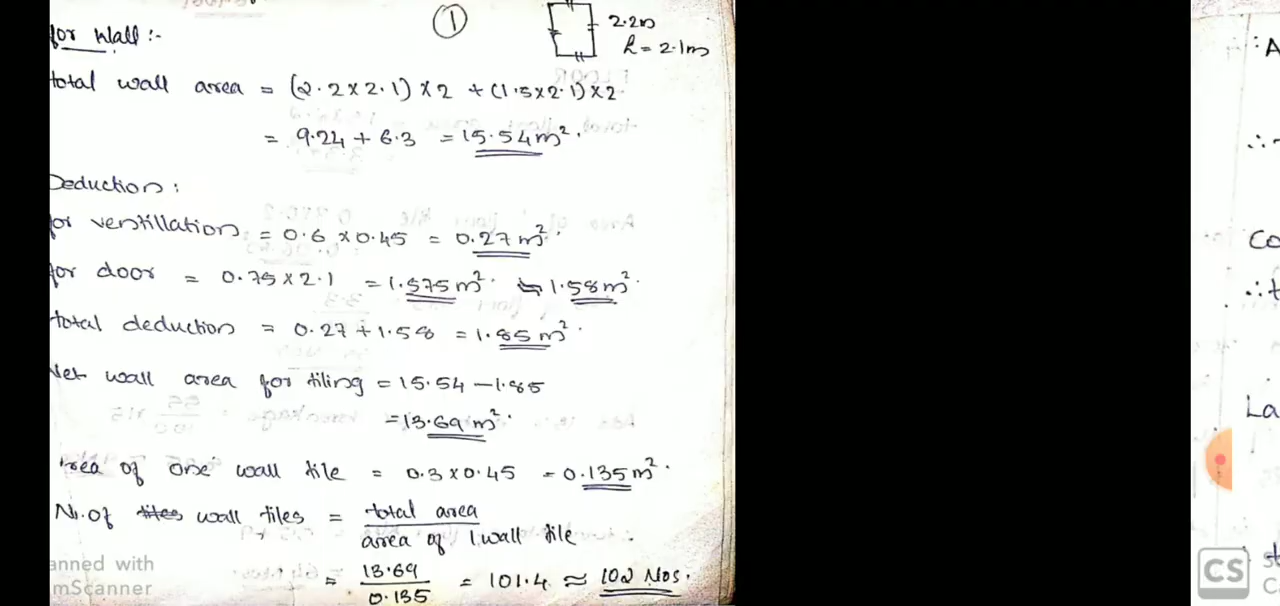 1
2.2m
h = 2.1m
for Wall :-
total wall area = (2.2 x 2.1) x 2 + (1.5 x 2.1) x 2
= 9.24 + 6.3 = 15.54 m².
Deduction :
for ventillation = 0.6 x 0.45 = 0.27 m².
for door = 0.75 x 2.1 = 1.575 m² ≒ 1.58 m².
total deduction = 0.27 + 1.58 = 1.85 m².
Net wall area for tiling = 15.54 - 1.85
= 13.69 m².
rea of one wall tile = 0.3 x 0.45 = 0.135 m².
No. of tiles wall tiles = total area
area of 1 wall tile
= 13.69 / 0.135 = 101.4 ≈ 102 Nos.
anned with
mScanner
: A
∴
Co
∴ t
La
CS
st
C